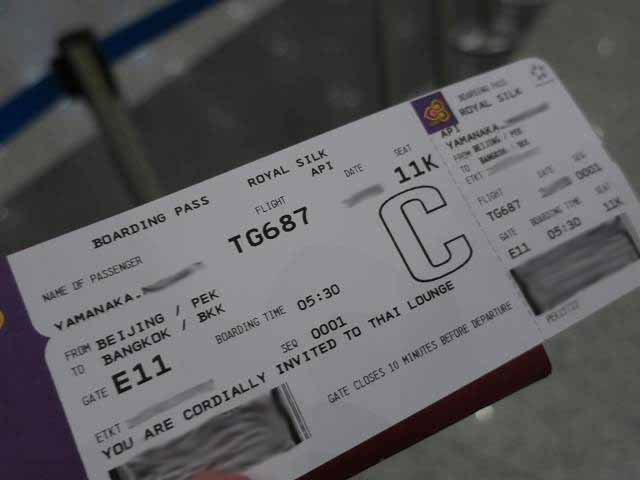 BOARDING PASS ROYAL SILK
API
NAME OF PASSENGER FLIGHT DATE SEAT
YAMANAKA. TG687 11K
C
FROM BEIJING / PEK
TO BANGKOK / BKK
GATE E11 BOARDING TIME 05:30
SEQ 0001
ETKT
YOU ARE CORDIALLY INVITED TO THAI LOUNGE
GATE CLOSES 10 MINUTES BEFORE DEPARTURE
BOARDING PASS
ROYAL SILK
API
YAMANAKA.
FROM BEIJING / PEK
TO BANGKOK / BKK
ETKT
FLIGHT DATE SEQ
TG687 0001
GATE BOARDING TIME SEAT
E11 05:30 11K